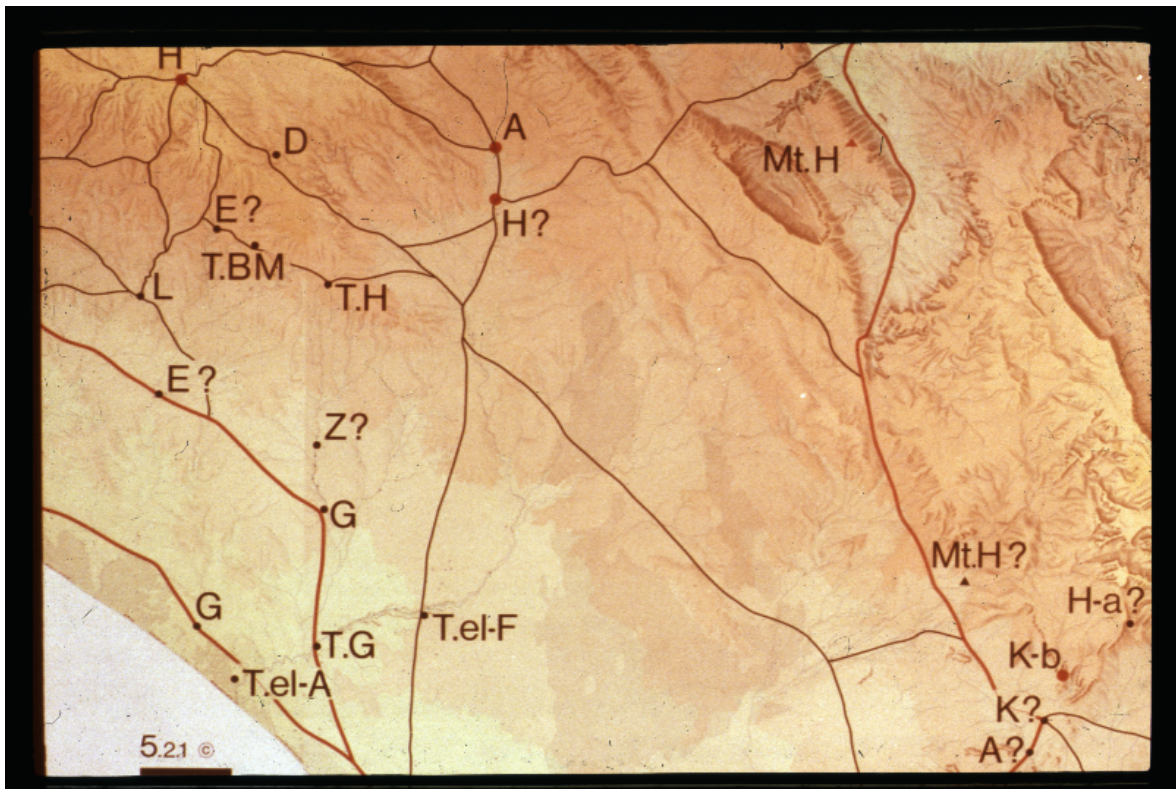 H
A
D
Mt.H
E?
H?
T.BM
L
T.H
E?
Z?
G
Mt.H?
G
H-a?
T.el-F
T.G
K-b
T.el-A
K?
A?
5.2.1 ©